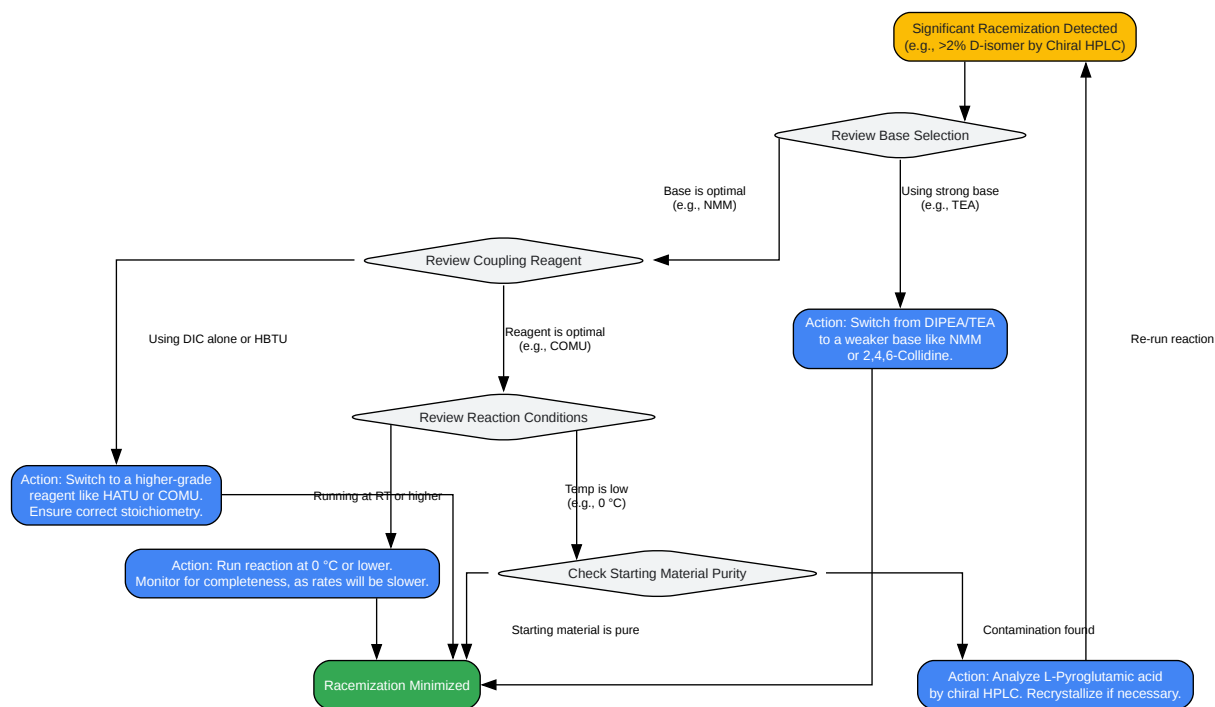 Significant Racemization Detected
(e.g., >2% D-isomer by Chiral HPLC)
Review Base Selection
Base is optimal
(e.g., NMM)
Using strong base
(e.g., TEA)
Review Coupling Reagent
Action: Switch from DIPEA/TEA
to a weaker base like NMM
or 2,4,6-Collidine.
Using DIC alone or HBTU
Reagent is optimal
(e.g., COMU)
Re-run reaction
Review Reaction Conditions
Action: Switch to a higher-grade
reagent like HATU or COMU.
Ensure correct stoichiometry.
Running at RT or higher
Temp is low
(e.g., 0 °C)
Action: Run reaction at 0 °C or lower.
Monitor for completeness, as rates will be slower.
Check Starting Material Purity
Starting material is pure
Contamination found
Racemization Minimized
Action: Analyze L-Pyroglutamic acid
by chiral HPLC. Recrystallize if necessary.